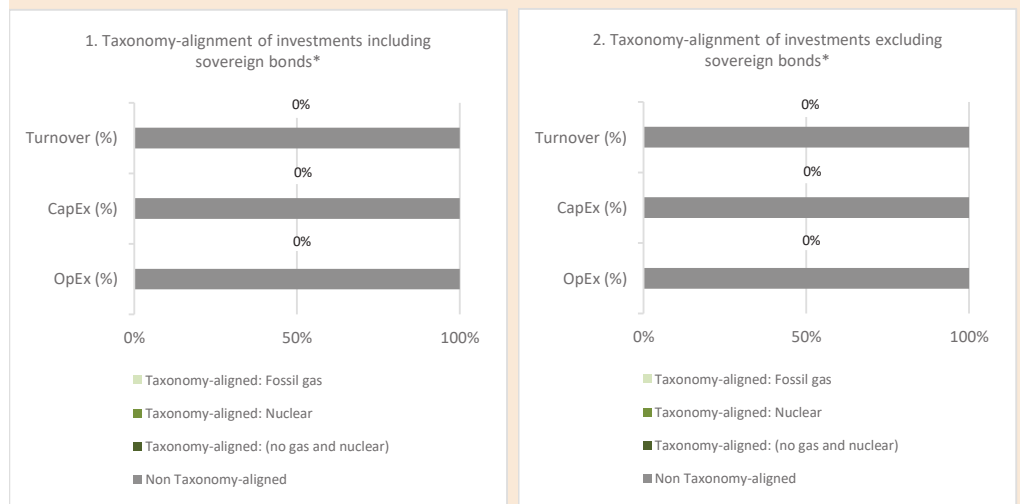 1. Taxonomy-alignment of investments including
sovereign bonds*
0%
Turnover (%)
0%
CapEx (%)
0%
OpEx (%)
0% 50% 100%
Taxonomy-aligned: Fossil gas
Taxonomy-aligned: Nuclear
Taxonomy-aligned: (no gas and nuclear)
Non Taxonomy-aligned
2. Taxonomy-alignment of investments excluding
sovereign bonds*
0%
Turnover (%)
0%
CapEx (%)
0%
OpEx (%)
0% 50% 100%
Taxonomy-aligned: Fossil gas
Taxonomy-aligned: Nuclear
Taxonomy-aligned: (no gas and nuclear)
Non Taxonomy-aligned